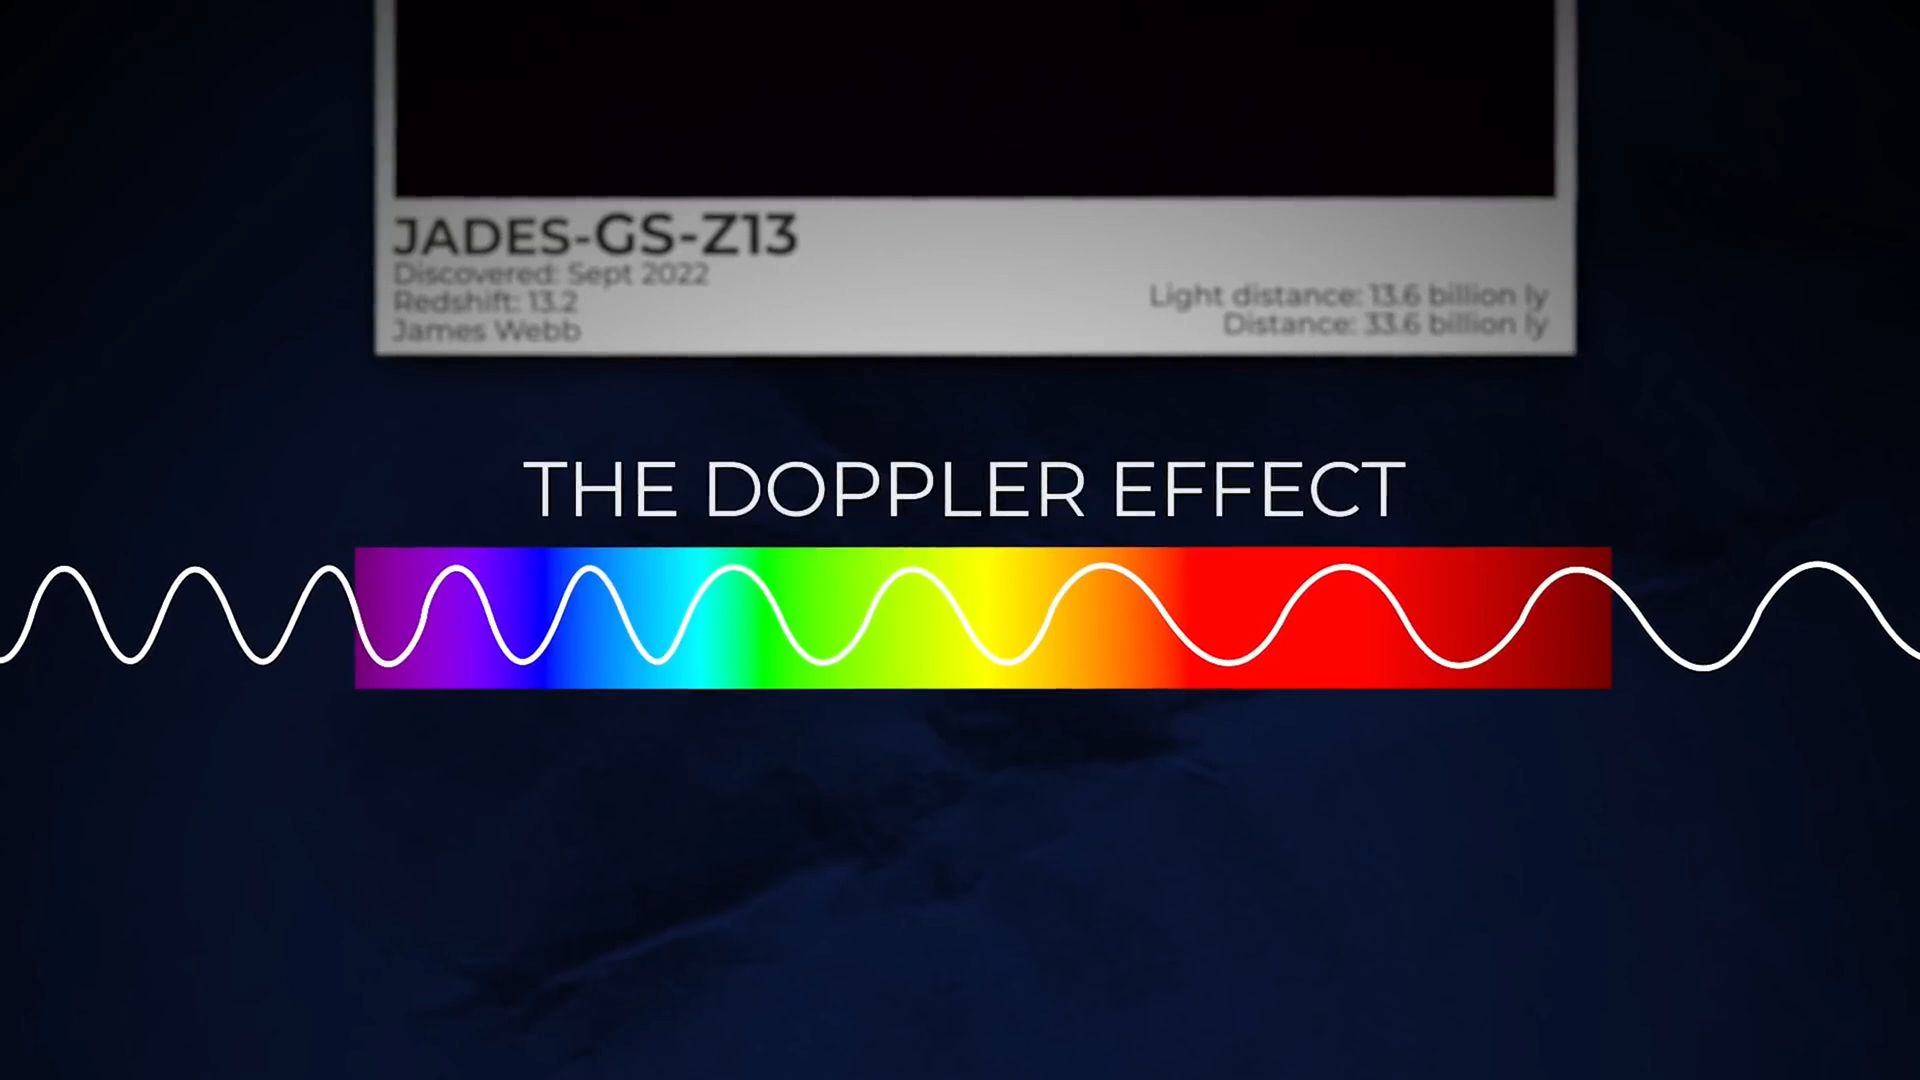 JADES-GS-Z13
Discovered: Sept 2022
Redshift: 13.2
James Webb
Light distance: 13.6 billion ly
Distance: 33.6 billion ly
THE DOPPLER EFFECT